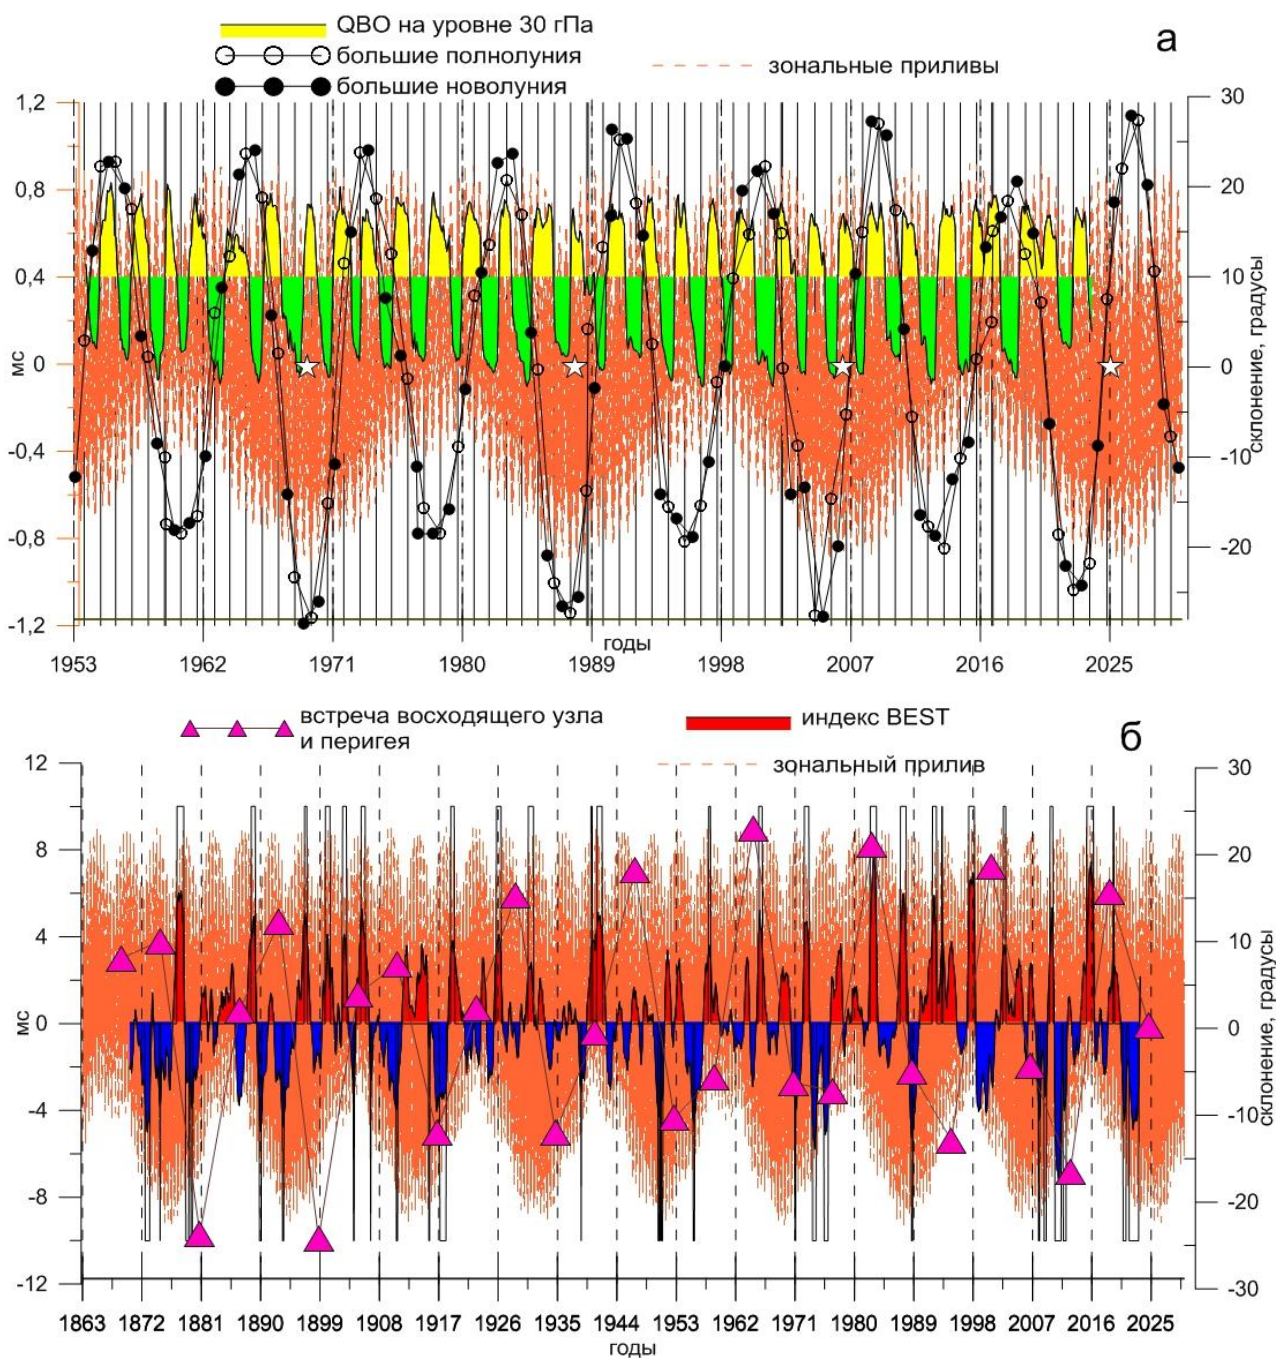 QBO на уровне 30 гПа
а
большие полнолуния
зональные приливы
большие новолуния
1,2
0,8
0,4
0
-0,4
-0,8
-1,2
мс
30
20
10
0
-10
-20
склонение, градусы
годы
1953 1962 1971 1980 1989 1998 2007 2016 2025
встреча восходящего узла
и перигея
индекс BEST
б
зональный прилив
12
8
4
0
-4
-8
-12
мс
30
20
10
0
-10
-20
-30
склонение, градусы
1863 1872 1881 1890 1899 1908 1917 1926 1935 1944 1953 1962 1971 1980 1989 1998 2007 2016 2025
годы